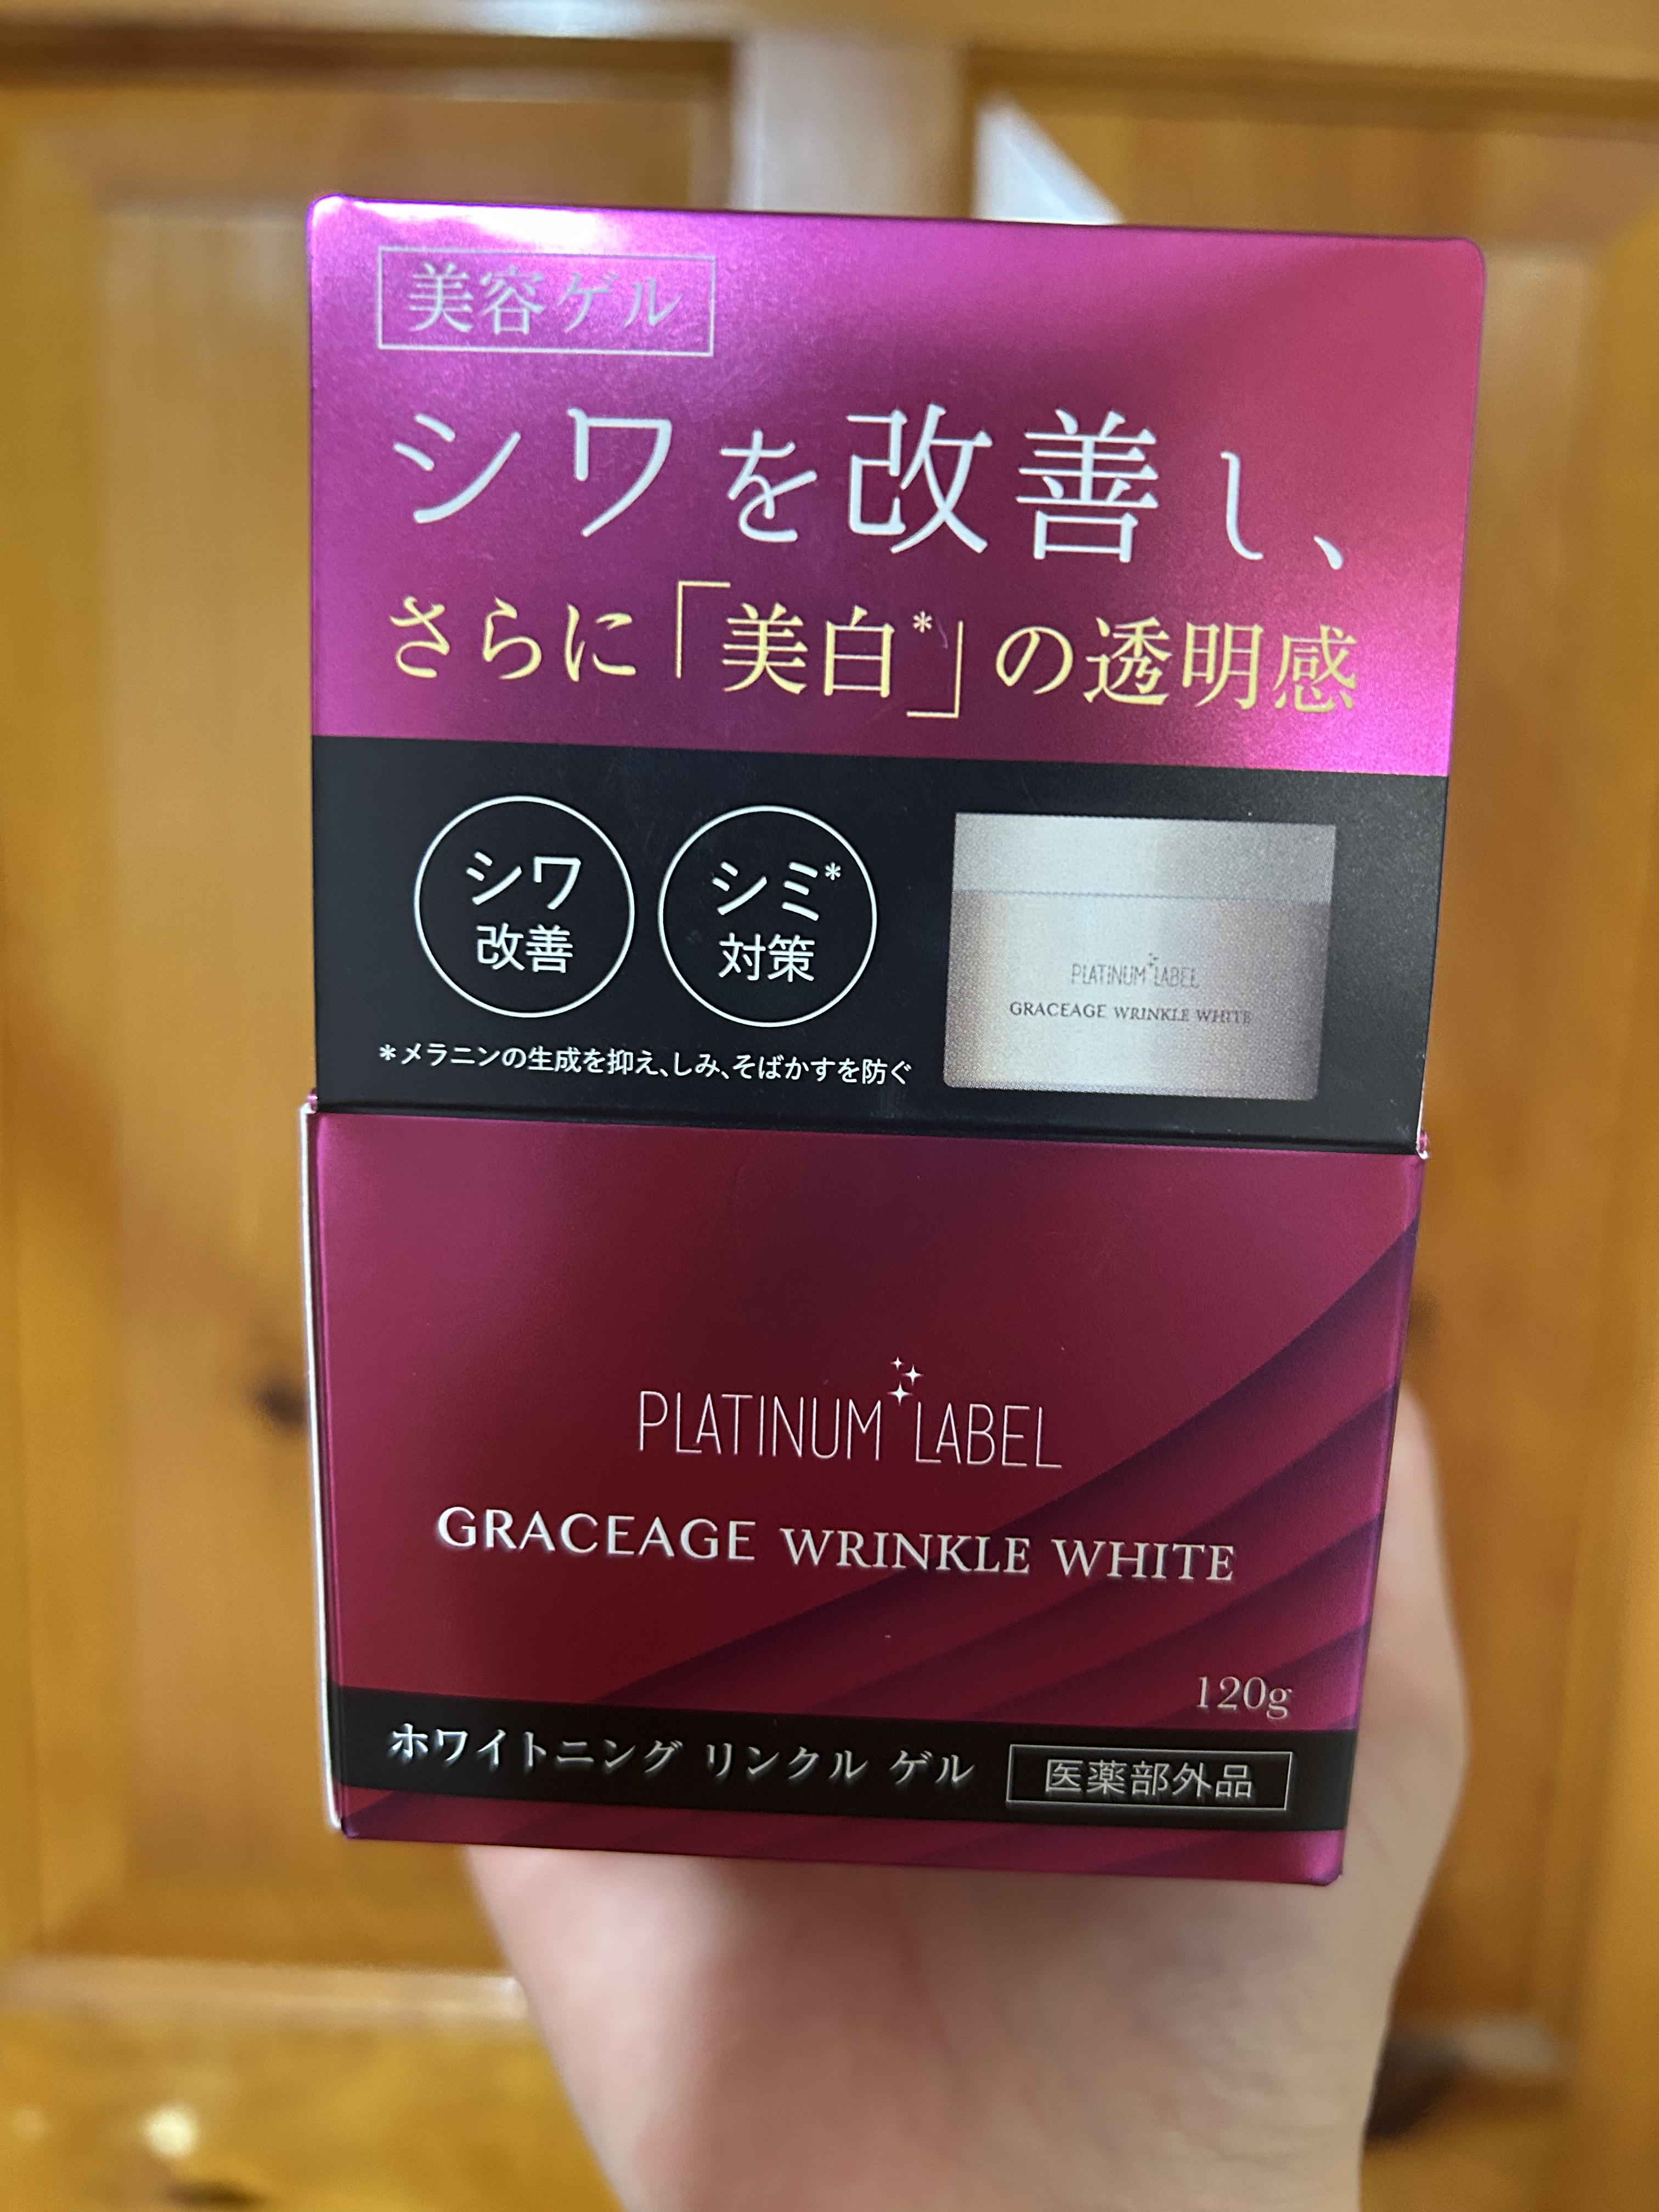 美容ゲル
シワを改善し、
さらに「美白*」の透明感
シワ
改善
シミ*
対策
PLATINUM LABEL
GRACEAGE WRINKLE WHITE
*メラニンの生成を抑え、しみ、そばかすを防ぐ
PLATINUM LABEL
GRACEAGE WRINKLE WHITE
120g
ホワイトニング リンクル ゲル
医薬部外品